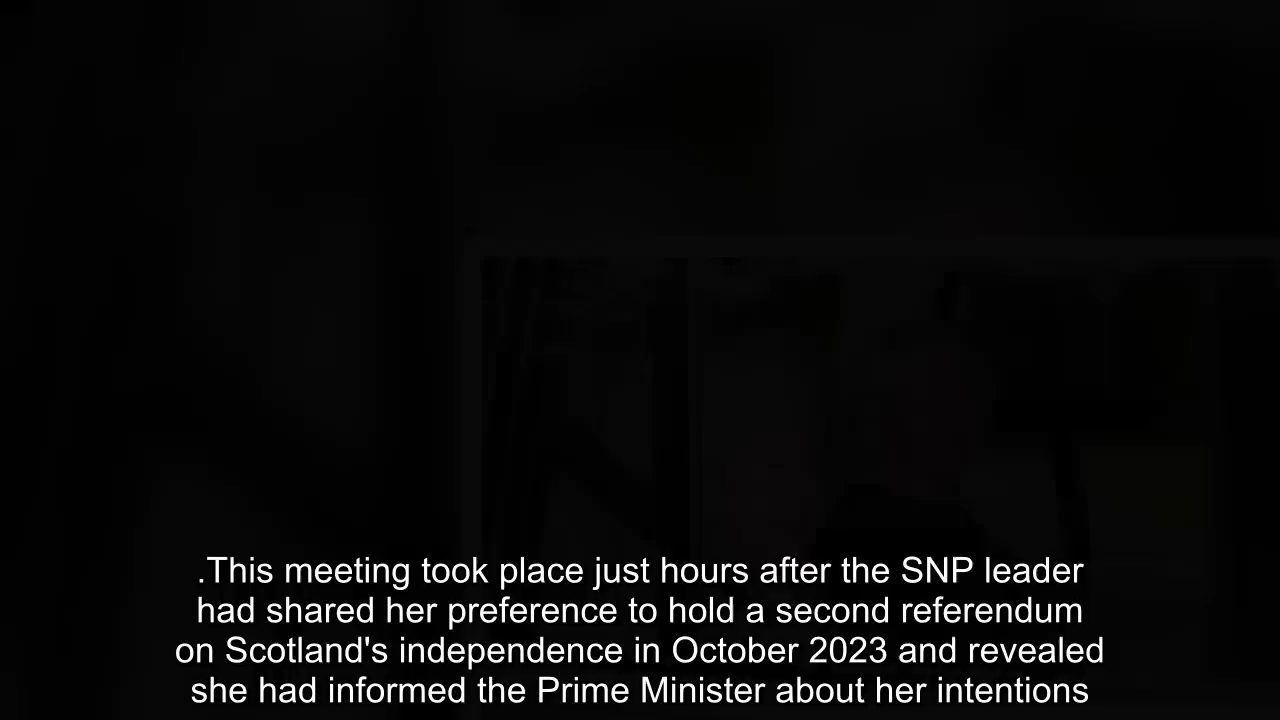 .This meeting took place just hours after the SNP leader
had shared her preference to hold a second referendum
on Scotland's independence in October 2023 and revealed
she had informed the Prime Minister about her intentions